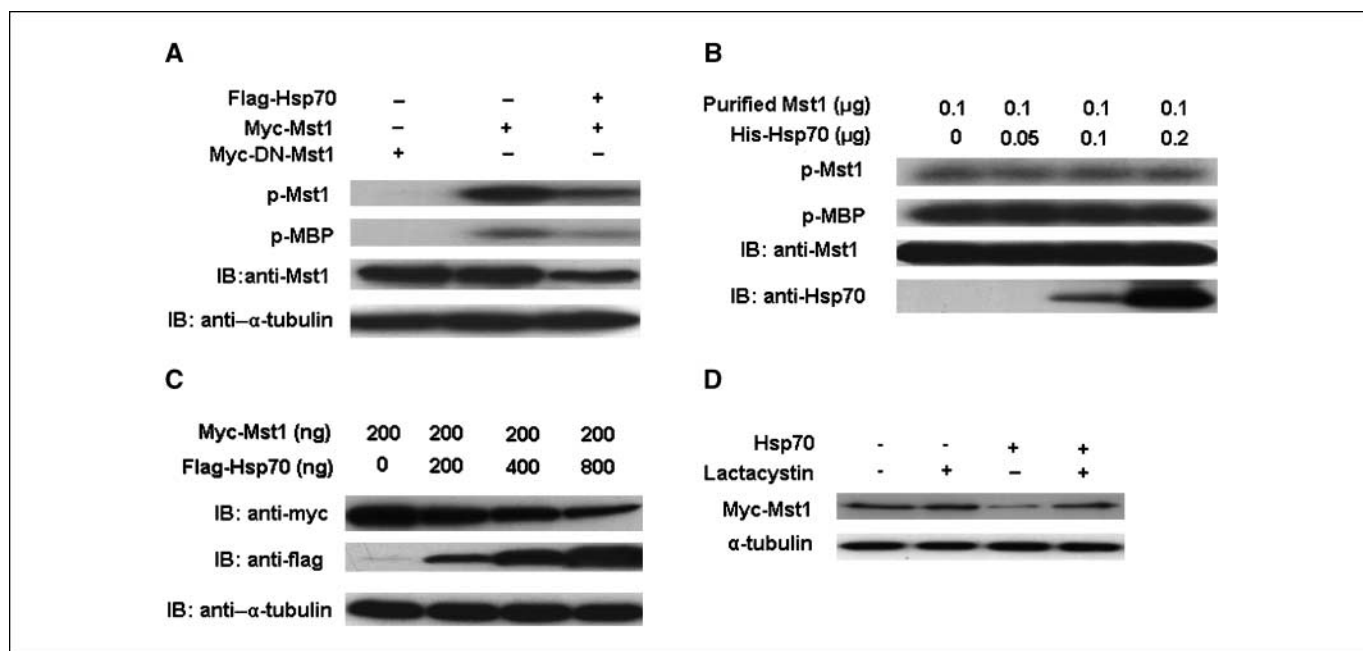 A
Flag-Hsp70 – – +
Myc-Mst1 – + +
Myc-DN-Mst1 + – –
p-Mst1
p-MBP
IB:anti-Mst1
IB: anti–α-tubulin
B
Purified Mst1 (µg) 0.1 0.1 0.1 0.1
His-Hsp70 (µg) 0 0.05 0.1 0.2
p-Mst1
p-MBP
IB: anti-Mst1
IB: anti-Hsp70
C
Myc-Mst1 (ng) 200 200 200 200
Flag-Hsp70 (ng) 0 200 400 800
IB: anti-myc
IB: anti-flag
IB: anti–α-tubulin
D
Hsp70 - - + +
Lactacystin - + – +
Myc-Mst1
α-tubulin